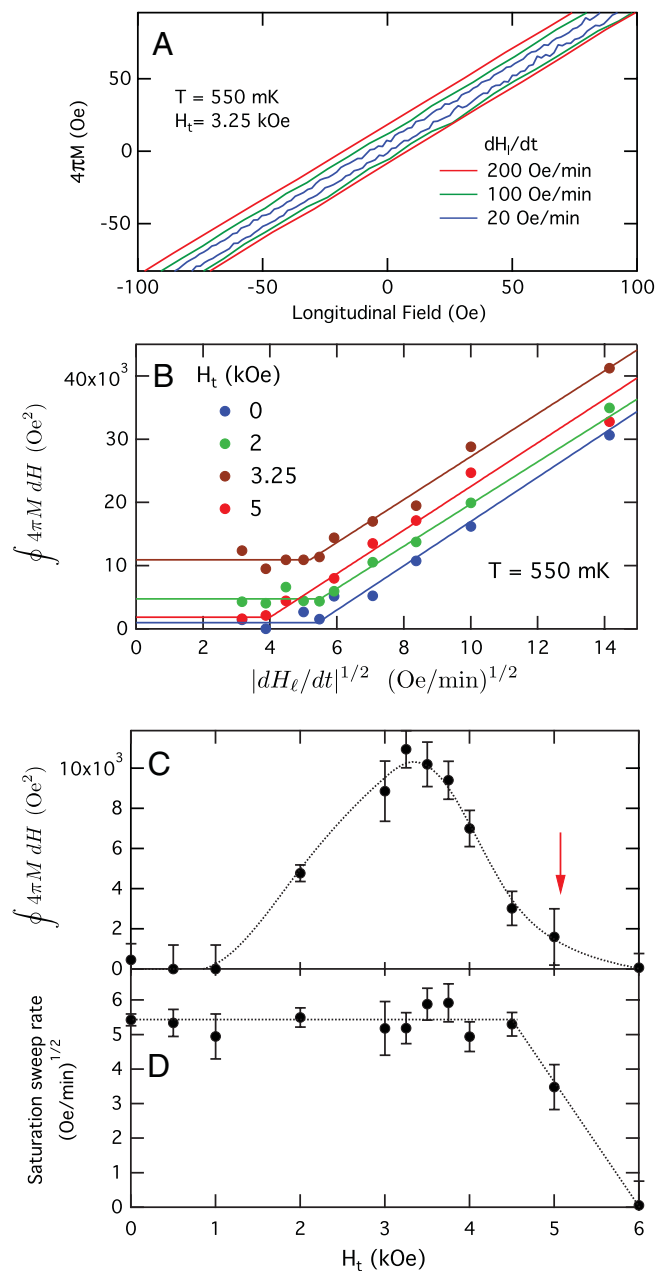 A
T = 550 mK
Hₜ= 3.25 kOe
4πM (Oe)
50
0
-50
dHₗ/dt
200 Oe/min
100 Oe/min
20 Oe/min
-100
-50
0
50
100
Longitudinal Field (Oe)
B
Hₜ (kOe)
0
2
3.25
5
T = 550 mK
∮ 4πM dH (Oe²)
40x10³
30
20
10
0
0 2 4 6 8 10 12 14
|dH_ℓ/dt|^{1/2} (Oe/min)^{1/2}
C
∮ 4πM dH (Oe²)
10x10³
8
6
4
2
0
D
Saturation sweep rate
(Oe/min)^{1/2}
6
5
4
3
2
1
0
0 1 2 3 4 5 6
Hₜ (kOe)